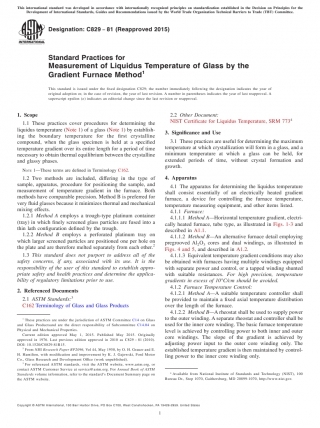 This international standard was developed in accordance with internationally recognized principles on standardization established in the Decision on Principles for the
Development of International Standards, Guides and Recommendations issued by the World Trade Organization Technical Barriers to Trade (TBT) Committee.
Designation: C829 − 81 (Reapproved 2015)
Standard Practices for
Measurement of Liquidus Temperature of Glass by the
Gradient Furnace Method1
This standard is issued under the fixed designation C829; the number immediately following the designation indicates the year of
original adoption or, in the case of revision, the year of last revision. A number in parentheses indicates the year of last reapproval. A
superscript epsilon (ε) indicates an editorial change since the last revision or reapproval.
1. Scope
1.1 These practices cover procedures for determining the
liquidus temperature (Note 1) of a glass (Note 1) by establish-
ing the boundary temperature for the first crystalline
compound, when the glass specimen is held at a specified
temperature gradient over its entire length for a period of time
necessary to obtain thermal equilibrium between the crystalline
and glassy phases.
NOTE 1—These terms are defined in Terminology C162.
1.2 Two methods are included, differing in the type of
sample, apparatus, procedure for positioning the sample, and
measurement of temperature gradient in the furnace. Both
methods have comparable precision. Method B is preferred for
very fluid glasses because it minimizes thermal and mechanical
mixing effects.
1.2.1 Method A employs a trough-type platinum container
(tray) in which finely screened glass particles are fused into a
thin lath configuration defined by the trough.
1.2.2 Method B employs a perforated platinum tray on
which larger screened particles are positioned one per hole on
the plate and are therefore melted separately from each other.2
1.3 This standard does not purport to address all of the
safety concerns, if any, associated with its use. It is the
responsibility of the user of this standard to establish appro-
priate safety and health practices and determine the applica-
bility of regulatory limitations prior to use.
2. Referenced Documents
2.1 ASTM Standards:3
C162 Terminology of Glass and Glass Products
1 These practices are under the jurisdiction of ASTM Committee C14 on Glass
and Glass Products and are the direct responsibility of Subcommittee C14.04 on
Physical and Mechanical Properties.
Current edition approved May 1, 2015. Published May 2015. Originally
approved in 1976. Last previous edition approved in 2010 as C829 – 81 (2010).
DOI: 10.1520/C0829-81R15.
Co., Glass Research and Development Office (work unpublished).
3 For referenced ASTM standards, visit the ASTM website, www.astm.org, or
contact ASTM Customer Service at service@astm.org. For Annual Book of ASTM
Standards volume information, refer to the standard's Document Summary page on
the ASTM website.
2.2 Other Document:
NIST Certificate for Liquidus Temperature, SRM 7734
3. Significance and Use
3.1 These practices are useful for determining the maximum
temperature at which crystallization will form in a glass, and a
minimum temperature at which a glass can be held, for
extended periods of time, without crystal formation and
growth.
4. Apparatus
4.1 The apparatus for determining the liquidus temperature
shall consist essentially of an electrically heated gradient
furnace, a device for controlling the furnace temperature,
temperature measuring equipment, and other items listed.
4.1.1 Furnace:
4.1.1.1 Method A—Horizontal temperature gradient, electri-
cally heated furnace, tube type, as illustrated in Figs. 1-3 and
described in A1.1.
4.1.1.2 Method B—An alternative furnace detail employing
pregrooved Al2O3 cores and dual windings, as illustrated in
Figs. 4 and 5, and described in A1.2.
4.1.1.3 Equivalent temperature gradient conditions may also
be obtained with furnaces having multiple windings equipped
with separate power and control, or a tapped winding shunted
with suitable resistances. For high precision, temperature
gradients in excess of 10°C/cm should be avoided.
4.1.2 Furnace Temperature Control:
4.1.2.1 Method A—A suitable temperature controller shall
be provided to maintain a fixed axial temperature distribution
over the length of the furnace.
4.1.2.2 Method B—A rheostat shall be used to supply power
to the outer winding. A separate rheostat and controller shall be
used for the inner core winding. The basic furnace temperature
level is achieved by controlling power to both inner and outer
core windings. The slope of the gradient is achieved by
adjusting power input to the outer core winding only. The
established temperature gradient is then maintained by control-
ling power to the inner core winding only.
4 Available from National Institute of Standards and Technology (NIST), 100
Bureau Dr., Stop 1070, Gaithersburg, MD 20899-1070, http://www.nist.gov.
1